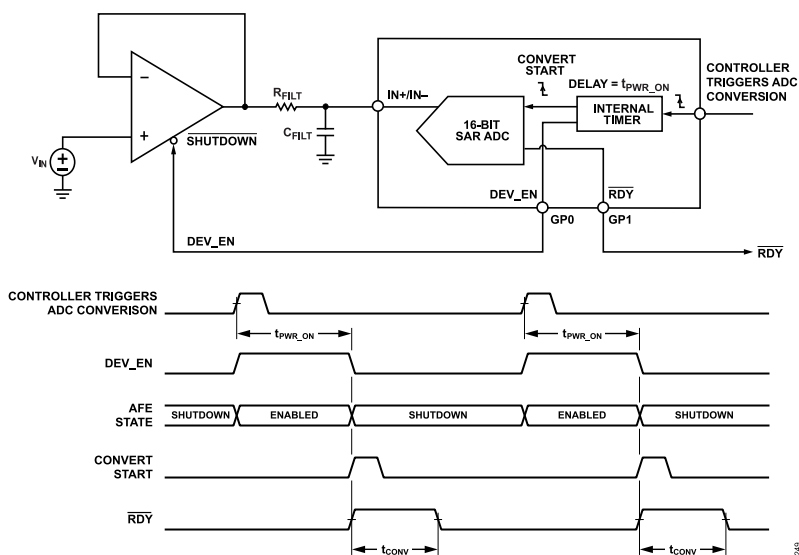 CONVERT
START
DELAY = tPWR_ON
CONTROLLER
TRIGGERS ADC
CONVERSION
RFILT
IN+/IN–
INTERNAL
TIMER
–
+
SHUTDOWN
CFILT
16-BIT
SAR ADC
VIN
+
–
DEV_EN
RDY
GP0
GP1
DEV_EN
RDY
CONTROLLER TRIGGERS
ADC CONVERISON
tPWR_ON
tPWR_ON
DEV_EN
AFE
STATE
SHUTDOWN
ENABLED
SHUTDOWN
ENABLED
SHUTDOWN
CONVERT
START
RDY
tCONV
tCONV
249